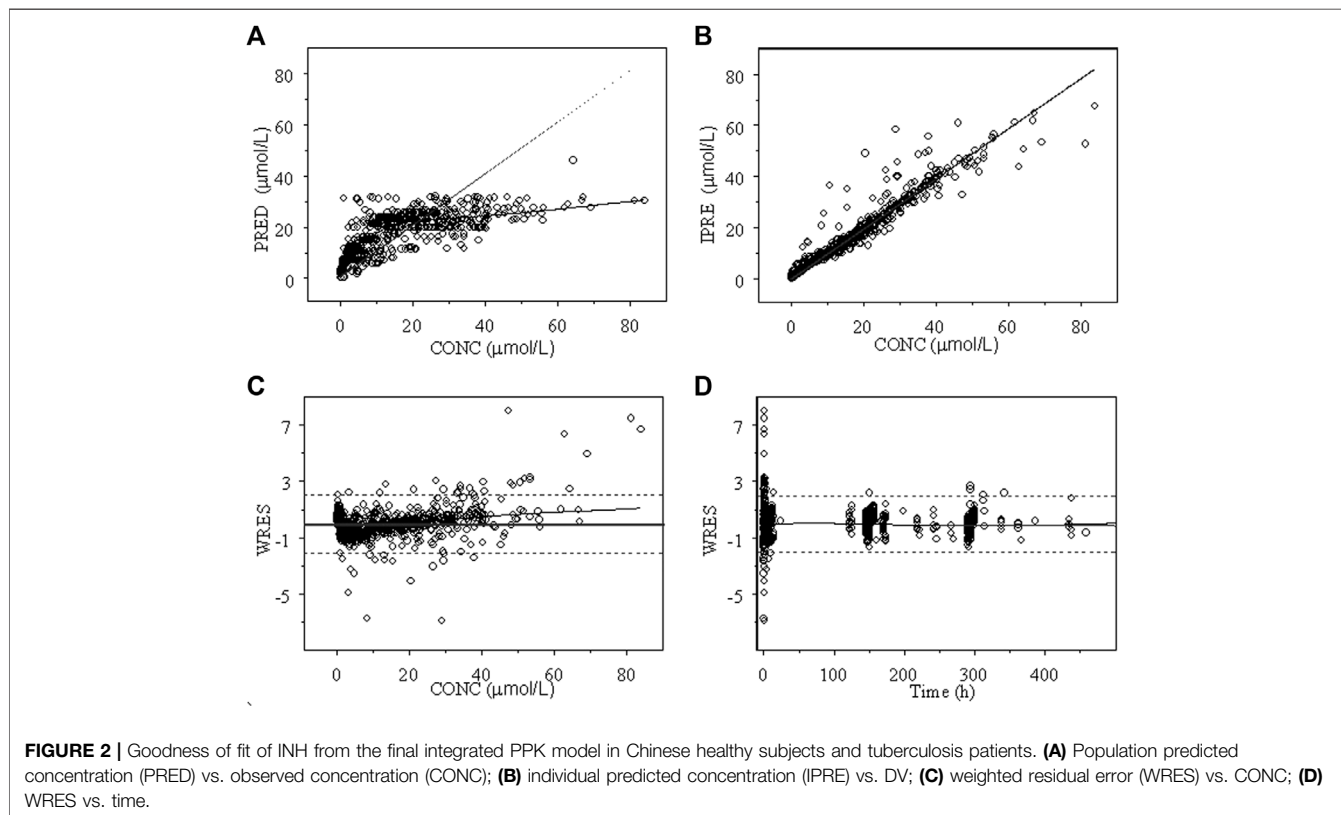 A
80
60
40
20
0
PRED (µmol/L)
0 20 40 60 80
CONC (µmol/L)
B
80
60
40
20
0
IPRE (µmol/L)
0 20 40 60 80
CONC (µmol/L)
C
7
3
-1
-5
WRES
0 20 40 60 80
CONC (µmol/L)
D
7
3
-1
-5
WRES
0 100 200 300 400
Time (h)
FIGURE 2 | Goodness of fit of INH from the final integrated PPK model in Chinese healthy subjects and tuberculosis patients. (A) Population predicted
concentration (PRED) vs. observed concentration (CONC); (B) individual predicted concentration (IPRE) vs. DV; (C) weighted residual error (WRES) vs. CONC; (D)
WRES vs. time.